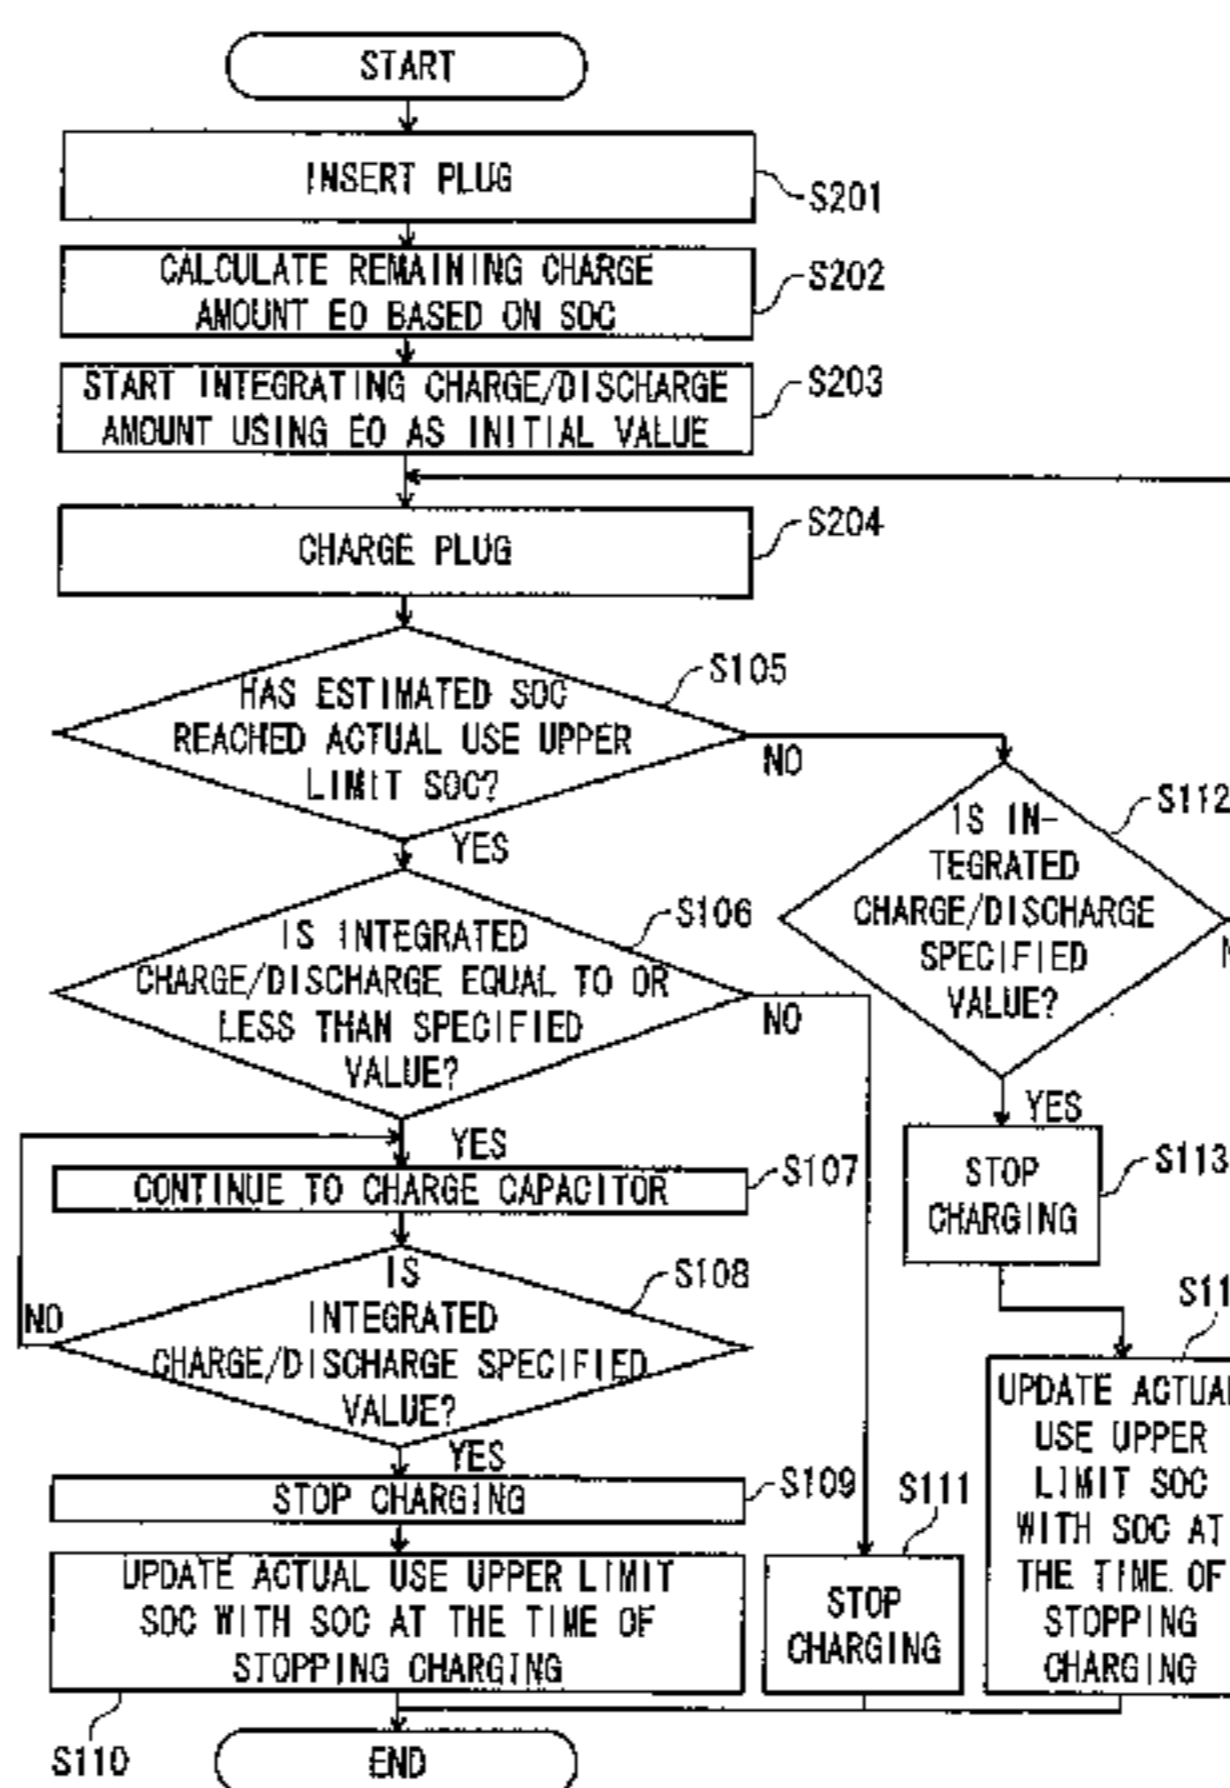 START
INSERT PLUG
S201
CALCULATE REMAINING CHARGE
AMOUNT E0 BASED ON SOC
S202
START INTEGRATING CHARGE/DISCHARGE
AMOUNT USING E0 AS INITIAL VALUE
S203
CHARGE PLUG
S204
HAS ESTIMATED SOC
REACHED ACTUAL USE UPPER
LIMIT SOC?
S105
NO
YES
IS IN-
TEGRATED
CHARGE/DISCHARGE
SPECIFIED
VALUE?
S112
YES
IS INTEGRATED
CHARGE/DISCHARGE EQUAL TO OR
LESS THAN SPECIFIED
VALUE?
S106
NO
YES
CONTINUE TO CHARGE CAPACITOR
S107
STOP
CHARGING
S113
IS
INTEGRATED
CHARGE/DISCHARGE SPECIFIED
VALUE?
S108
NO
YES
STOP CHARGING
S109
UPDATE ACTUAL USE UPPER LIMIT
SOC WITH SOC AT THE TIME OF
STOPPING CHARGING
S110
STOP
CHARGING
S111
UPDATE ACTUAL
USE UPPER
LIMIT SOC
WITH SOC AT
THE TIME OF
STOPPING
CHARGING
END